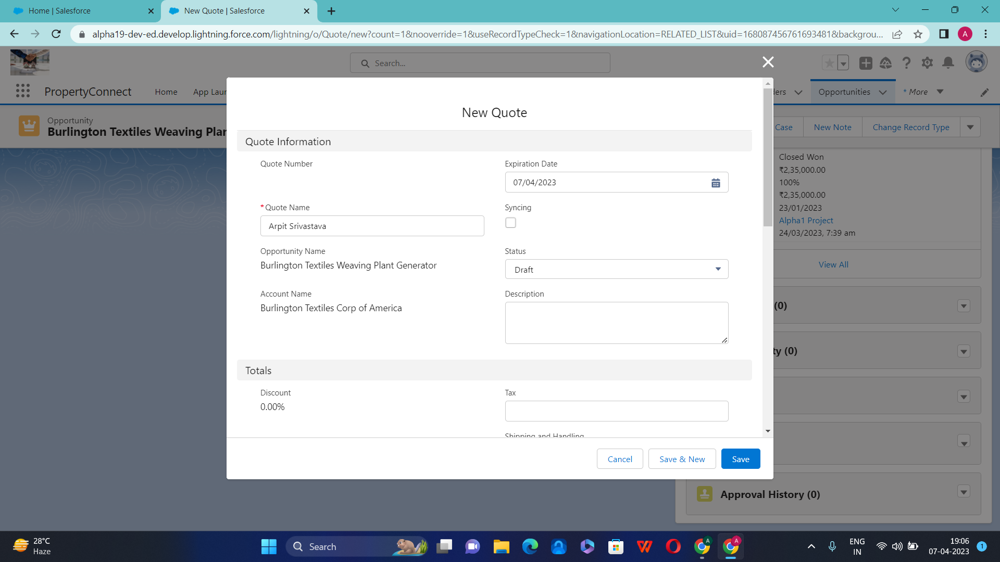 Home | Salesforce
New Quote | Salesforce
alpha19-dev-ed.develop.lightning.force.com/lightning/o/Quote/new?count=1&nooverride=1&useRecordTypeCheck=1&navigationLocation=RELATED_LIST&uid=168087456761693481&backgrou...
A
Search...
PropertyConnect
Home
App Laun
ders
Opportunities
* More
Opportunity
Burlington Textiles Weaving Plan
Case
New Note
Change Record Type
New Quote
Quote Information
Quote Number
Expiration Date
07/04/2023
* Quote Name
Arpit Srivastava
Syncing
Opportunity Name
Burlington Textiles Weaving Plant Generator
Status
Draft
Account Name
Burlington Textiles Corp of America
Description
Totals
Discount
0.00%
Tax
Shipping and Handling
Cancel
Save & New
Save
Closed Won
₹2,35,000.00
100%
₹2,35,000.00
23/01/2023
Alpha1 Project
24/03/2023, 7:39 am
View All
(0)
ty (0)
Approval History (0)
28°C
Haze
Search
A
A
ENG
IN
19:06
07-04-2023
1